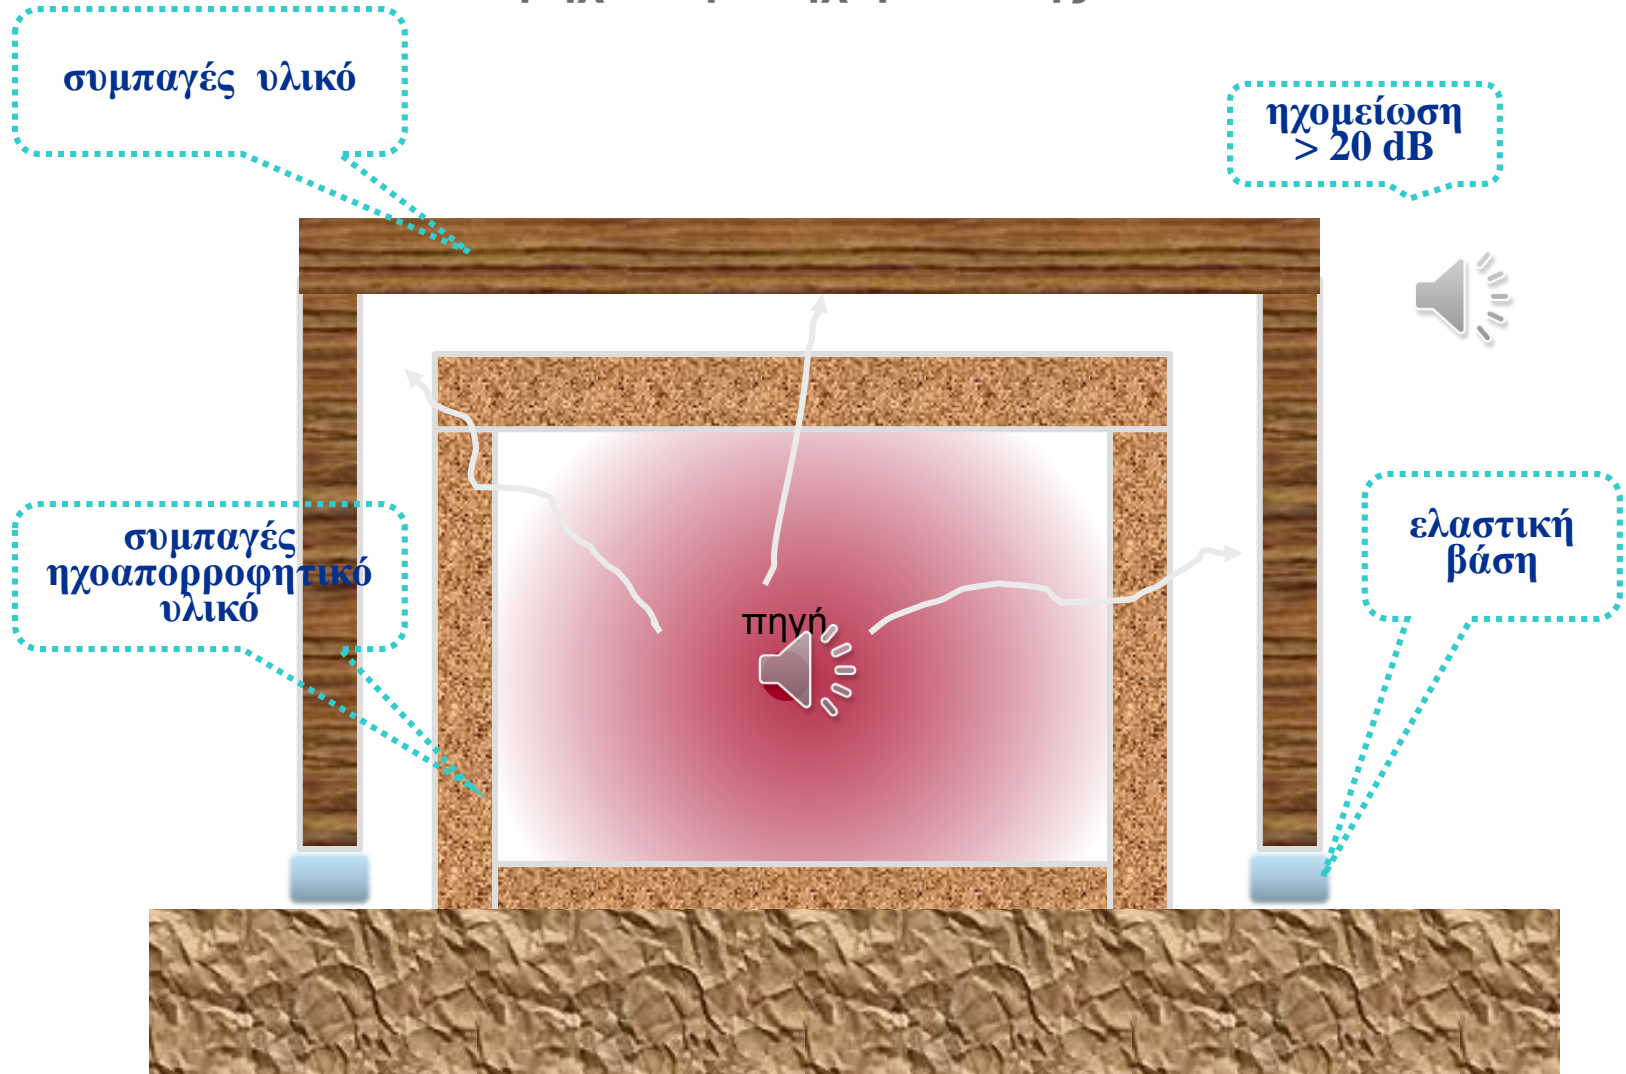 συμπαγές υλικό
ηχομείωση
> 20 dB
συμπαγές
ηχοαπορροφητικό
υλικό
ελαστική
βάση
πηγή